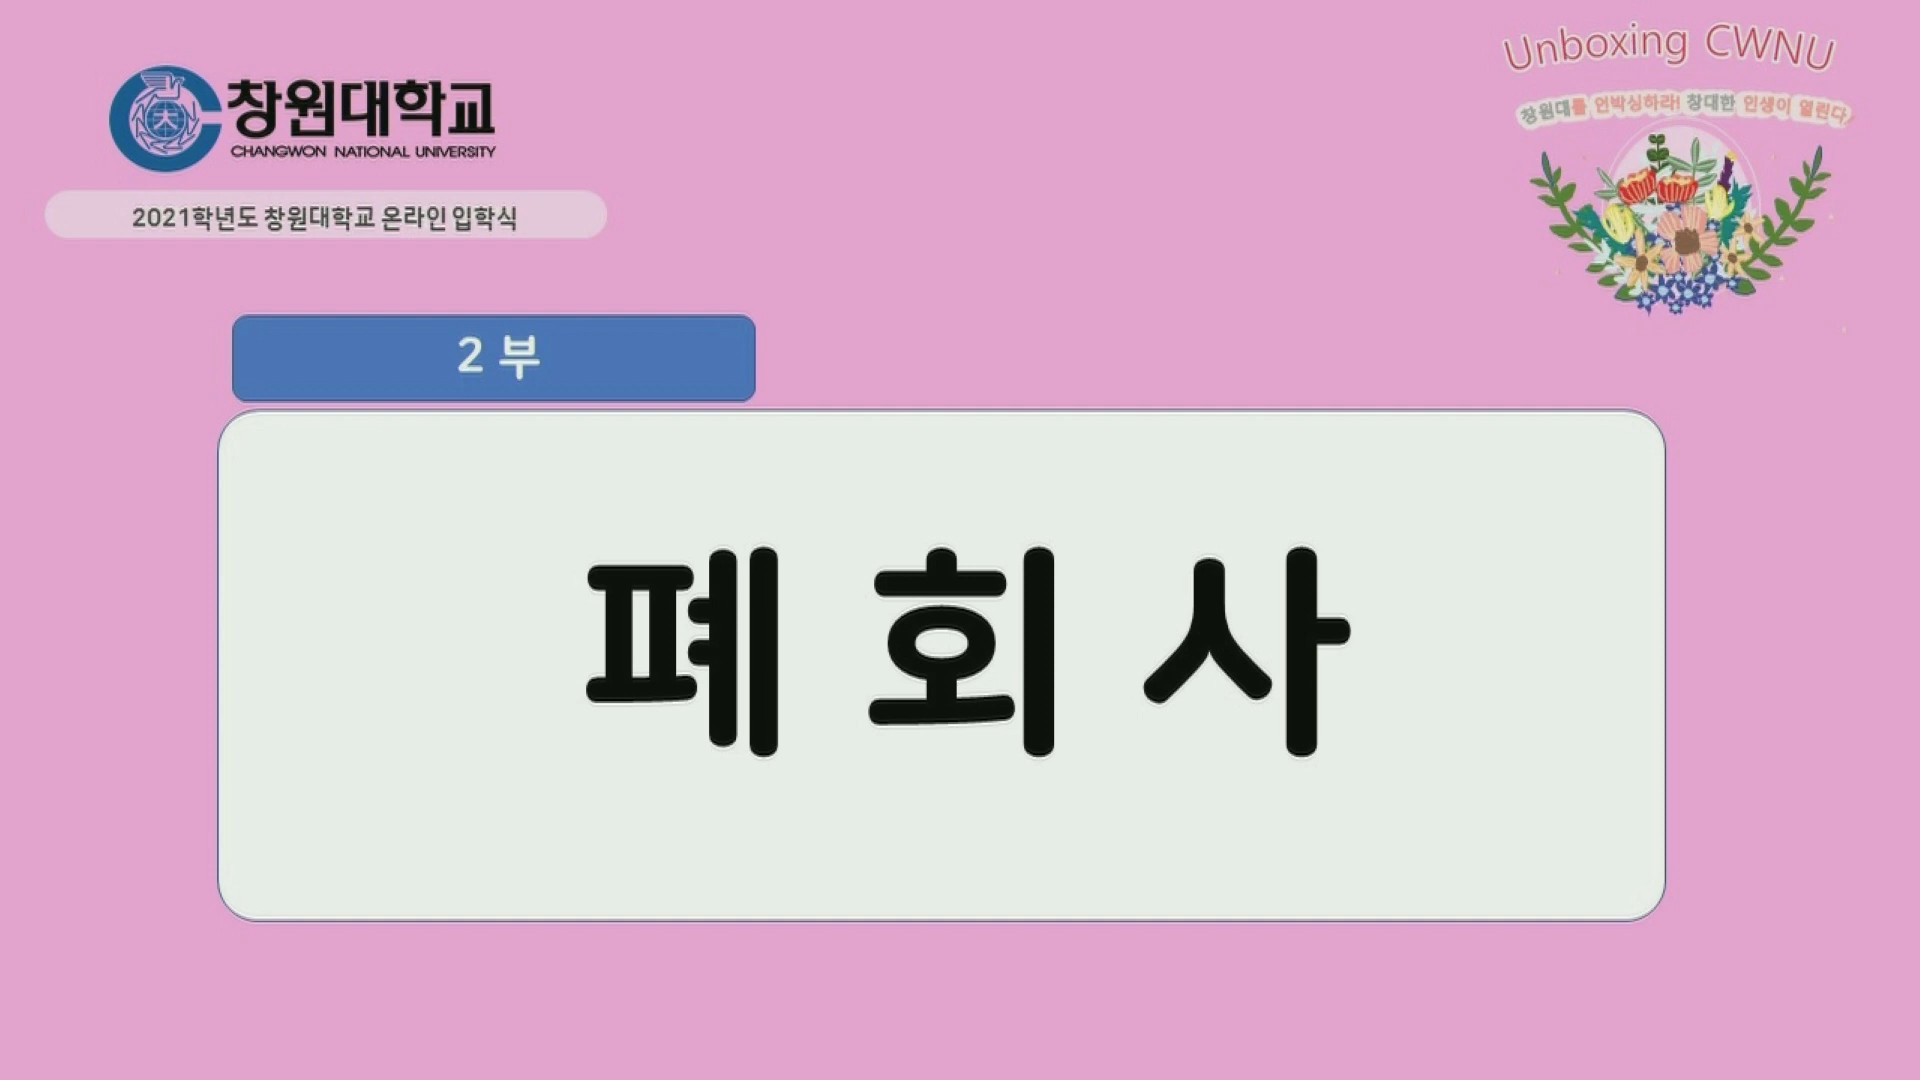 창원대학교
CHANGWON NATIONAL UNIVERSITY
2021학년도 창원대학교 온라인 입학식
Unboxing CWNU
창원대를 언박싱하라! 창대한 인생이 열린다!
2 부
폐 회 사